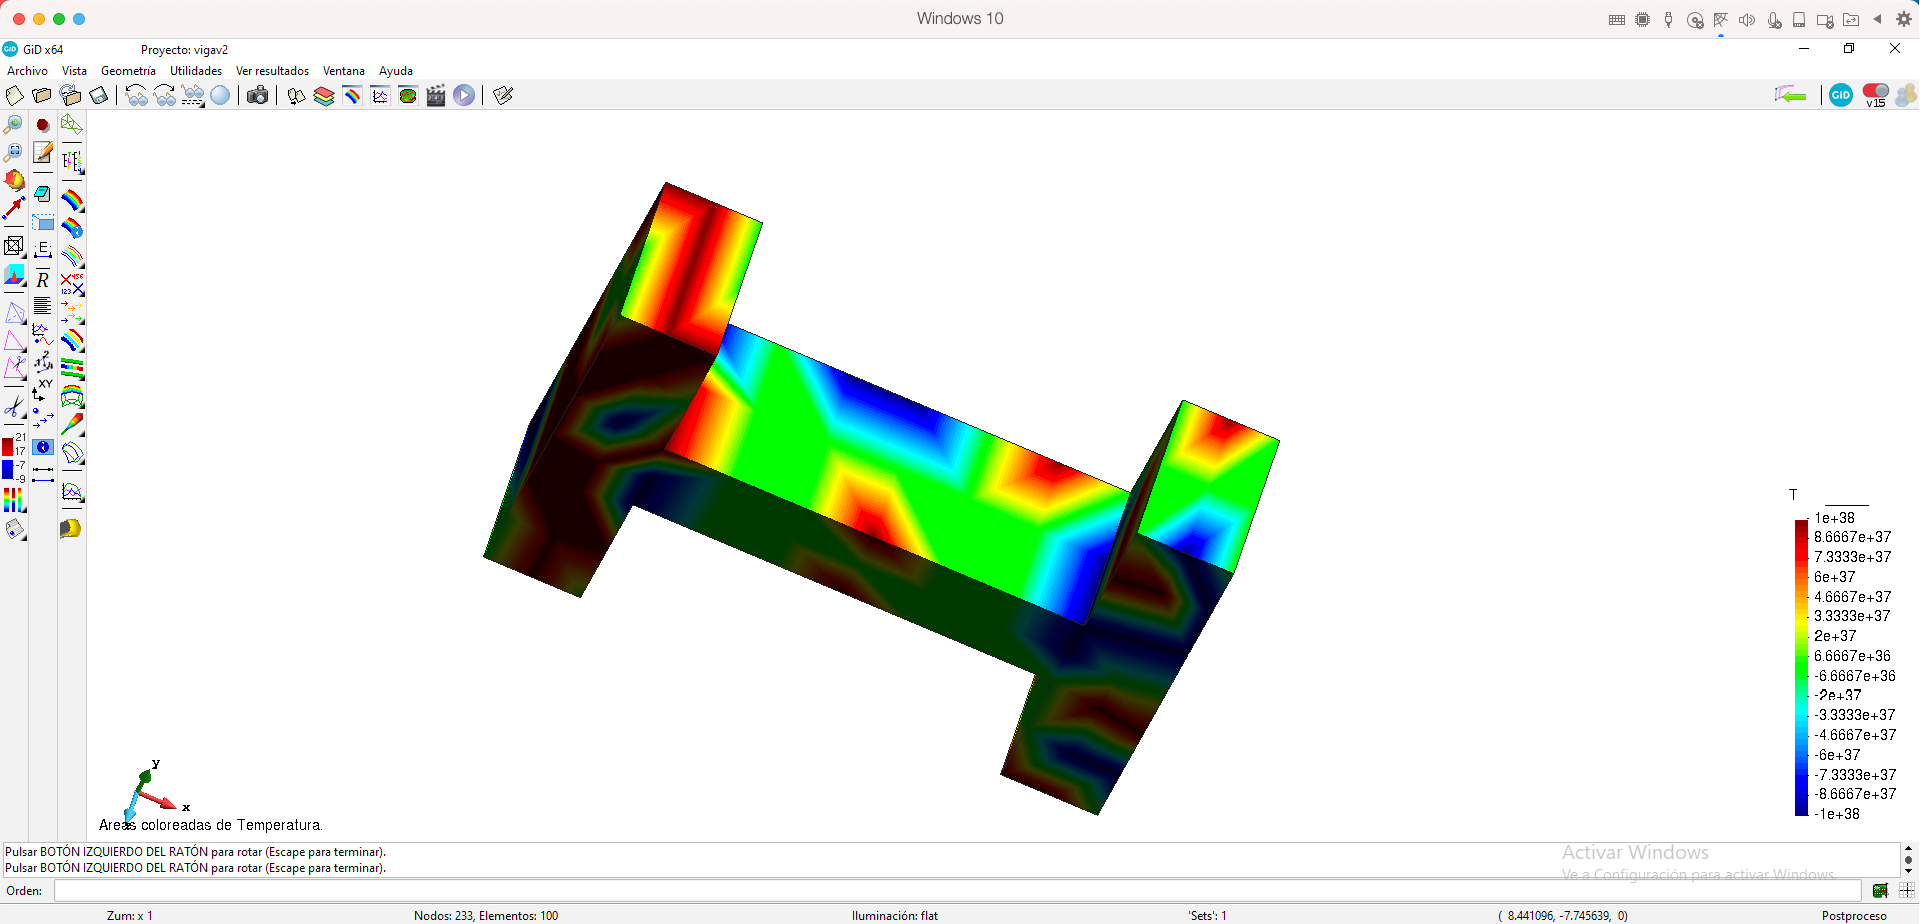 Windows 10
GiD x64
Proyecto: vigav2
Archivo Vista Geometría Utilidades Ver resultados Ventana Ayuda
GiD
v15
E
R
XY
21
17
-7
-9
T
1e+38
8.6667e+37
7.3333e+37
6e+37
4.6667e+37
3.3333e+37
2e+37
6.6667e+36
-6.6667e+36
-2e+37
-3.3333e+37
-4.6667e+37
-6e+37
-7.3333e+37
-8.6667e+37
-1e+38
y
x
Areas coloreadas de Temperatura.
Pulsar BOTÓN IZQUIERDO DEL RATÓN para rotar (Escape para terminar).
Pulsar BOTÓN IZQUIERDO DEL RATÓN para rotar (Escape para terminar).
Activar Windows
Ve a Configuración para activar Windows.
Orden:
Zum: x 1 Nodos: 233, Elementos: 100 Iluminación: flat 'Sets': 1 ( 8.441096, -7.745639, 0) Postproceso